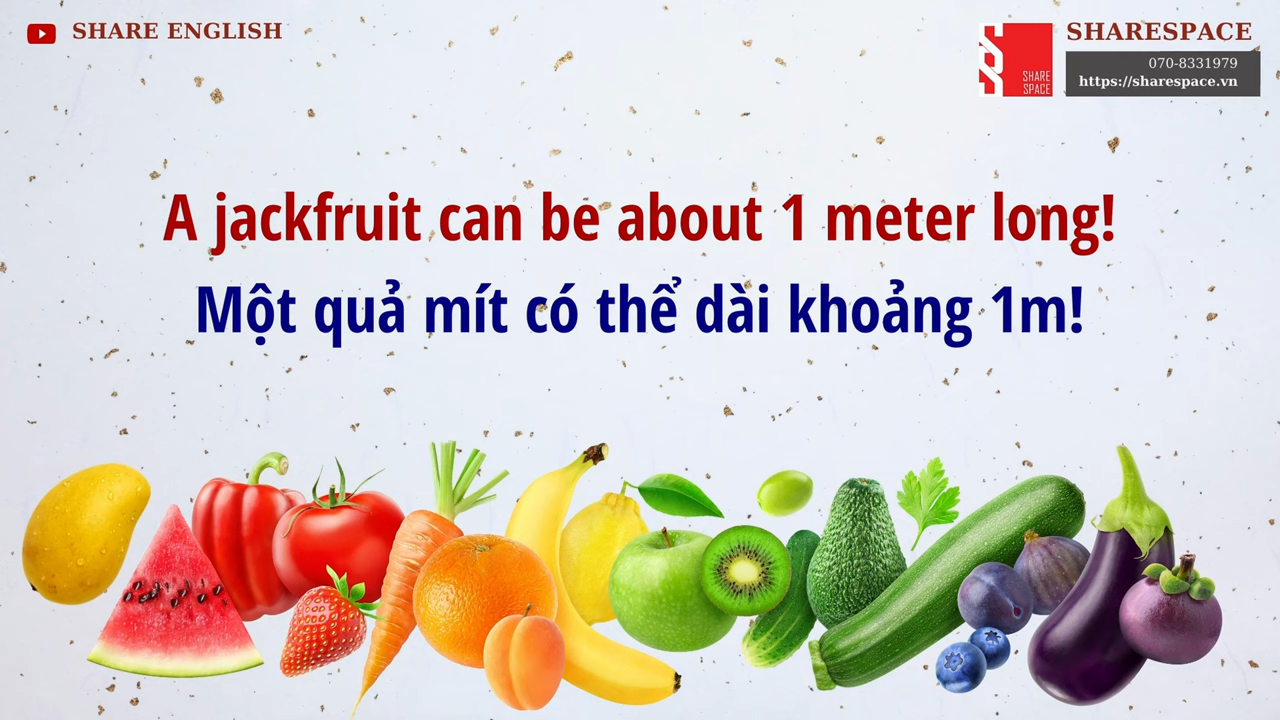 SHARE ENGLISH
SHARESPACE
SHARE
SPACE
070-8331979
https://sharespace.vn
A jackfruit can be about 1 meter long!
Một quả mít có thể dài khoảng 1m!